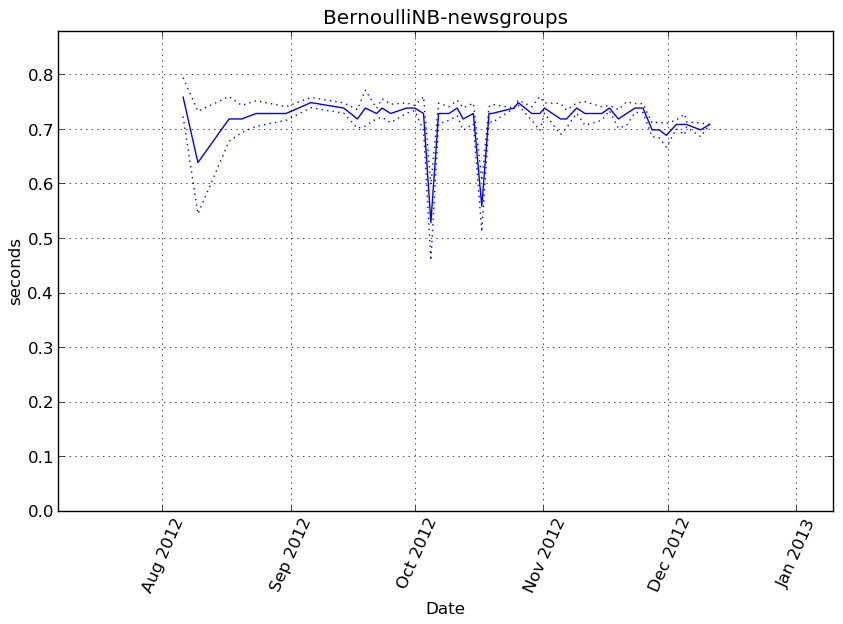 BernoulliNB-newsgroups
0.8
0.7
0.6
0.5
0.4
0.3
0.2
0.1
0.0
seconds
Aug 2012
Sep 2012
Oct 2012
Nov 2012
Dec 2012
Jan 2013
Date